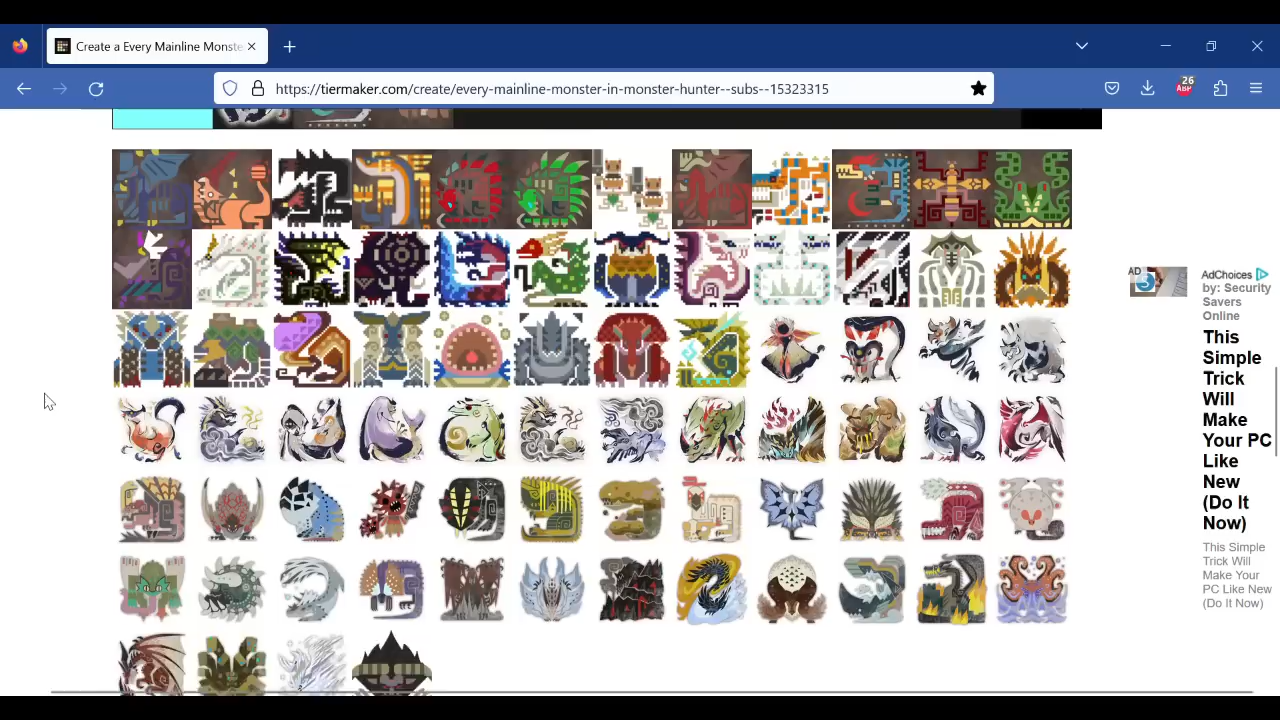 Create a Every Mainline Monste
https://tiermaker.com/create/every-mainline-monster-in-monster-hunter--subs--15323315
26
ABP
AD
AdChoices
by: Security
Savers
Online
This
Simple
Trick
Will
Make
Your PC
Like
New
(Do It
Now)
This Simple
Trick Will
Make Your
PC Like New
(Do It Now)